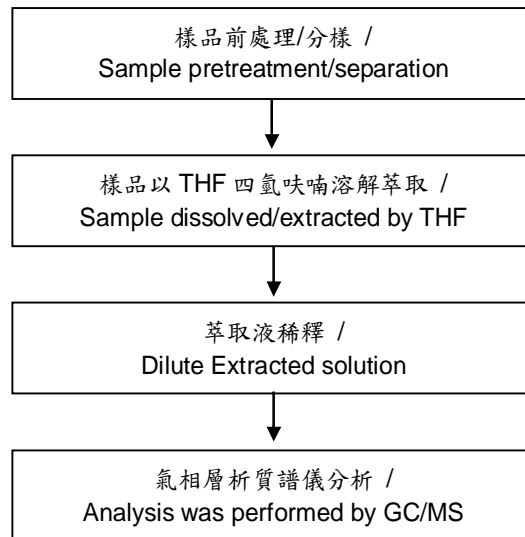 樣品前處理/分樣 /
Sample pretreatment/separation
樣品以 THF 四氫呋喃溶解萃取 /
Sample dissolved/extracted by THF
萃取液稀釋 /
Dilute Extracted solution
氣相層析質譜儀分析 /
Analysis was performed by GC/MS